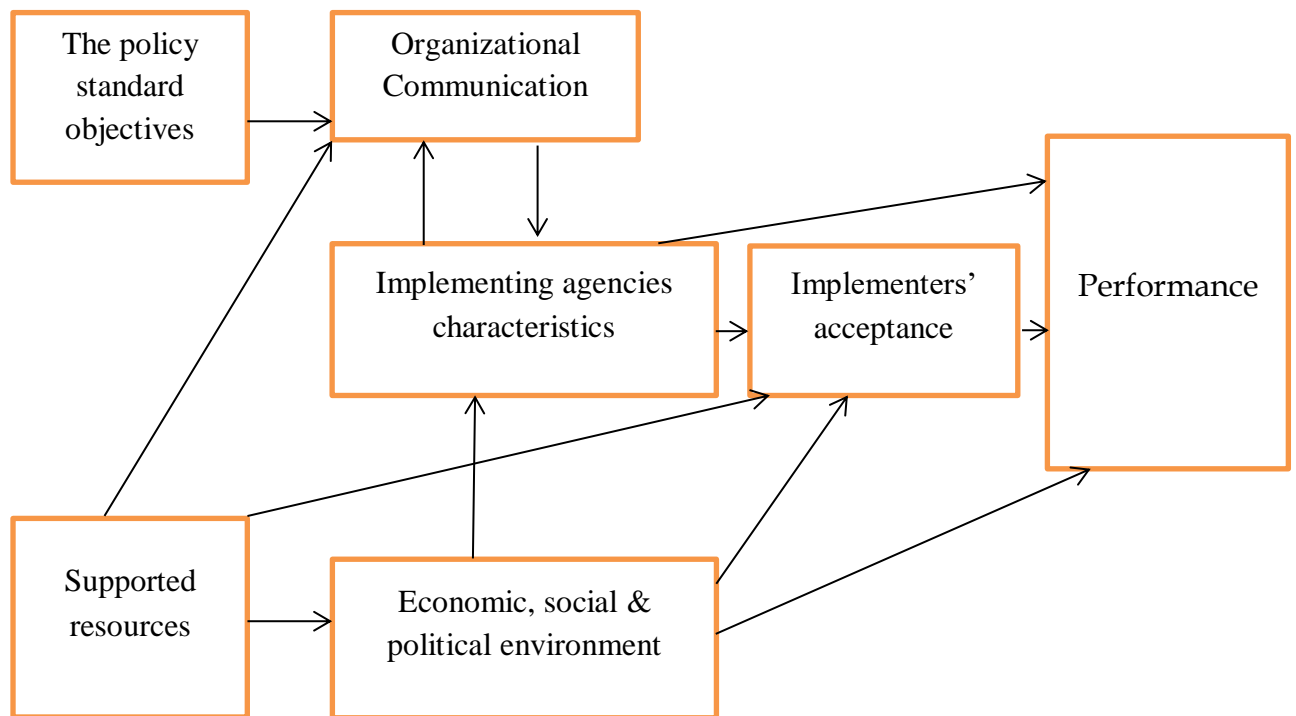 The policy
standard
objectives
Organizational
Communication
Implementing agencies
characteristics
Implementers’
acceptance
Performance
Supported
resources
Economic, social &
political environment